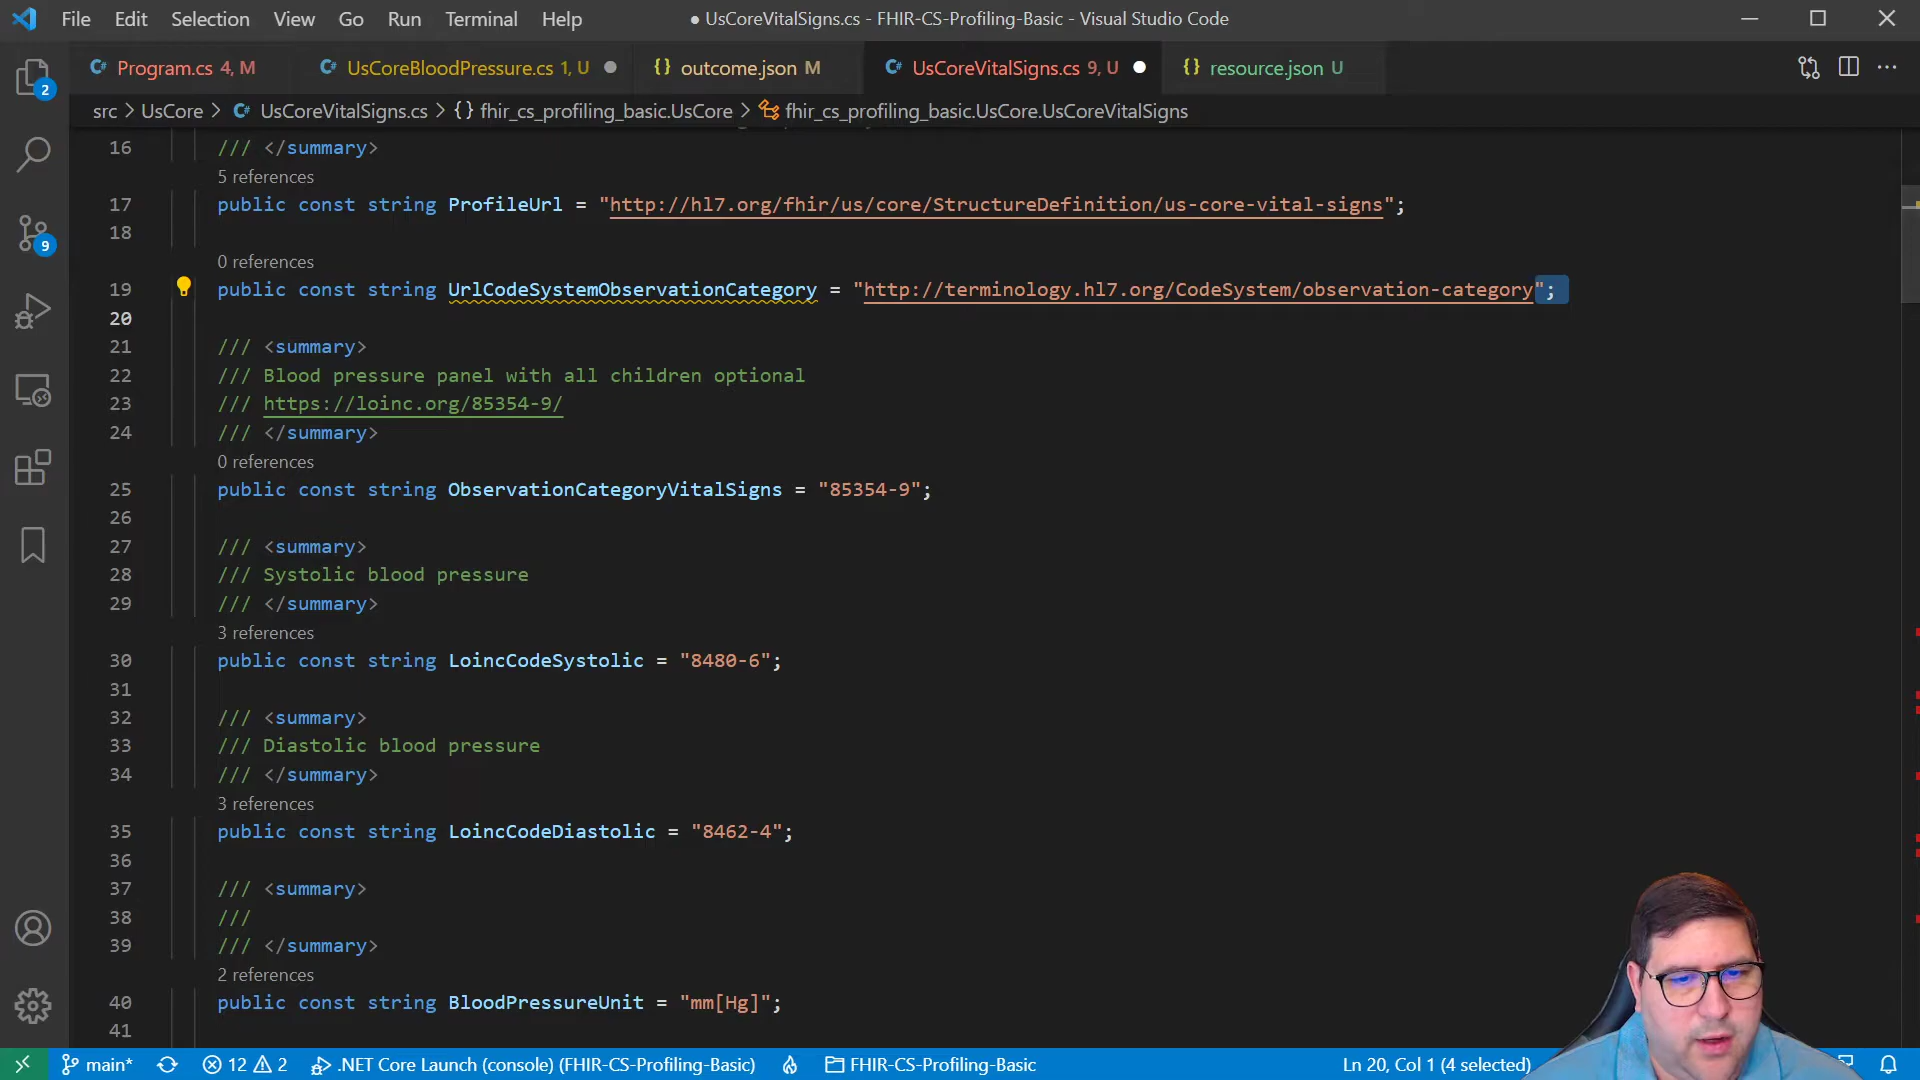 File Edit Selection View Go Run Terminal Help
● UsCoreVitalSigns.cs - FHIR-CS-Profiling-Basic - Visual Studio Code
Program.cs 4, M
UsCoreBloodPressure.cs 1, U
{} outcome.json M
UsCoreVitalSigns.cs 9, U
{} resource.json U
src > UsCore > UsCoreVitalSigns.cs > {} fhir_cs_profiling_basic.UsCore > fhir_cs_profiling_basic.UsCore.UsCoreVitalSigns
16 /// </summary>
5 references
17 public const string ProfileUrl = "http://hl7.org/fhir/us/core/StructureDefinition/us-core-vital-signs";
18
0 references
19 public const string UrlCodeSystemObservationCategory = "http://terminology.hl7.org/CodeSystem/observation-category";
20
21 /// <summary>
22 /// Blood pressure panel with all children optional
23 /// https://loinc.org/85354-9/
24 /// </summary>
0 references
25 public const string ObservationCategoryVitalSigns = "85354-9";
26
27 /// <summary>
28 /// Systolic blood pressure
29 /// </summary>
3 references
30 public const string LoincCodeSystolic = "8480-6";
31
32 /// <summary>
33 /// Diastolic blood pressure
34 /// </summary>
3 references
35 public const string LoincCodeDiastolic = "8462-4";
36
37 /// <summary>
38 ///
39 /// </summary>
2 references
40 public const string BloodPressureUnit = "mm[Hg]";
41
2
9
main* 12 2 .NET Core Launch (console) (FHIR-CS-Profiling-Basic) FHIR-CS-Profiling-Basic Ln 20, Col 1 (4 selected)